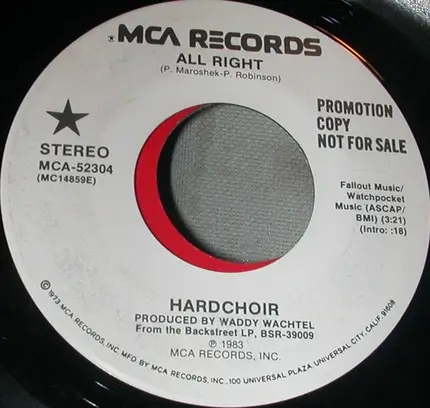 MCA RECORDS
ALL RIGHT
(P. Maroshek-P. Robinson)
PROMOTION
COPY
NOT FOR SALE
STEREO
MCA-52304
(MC14859E)
Fallout Music/
Watchpocket
Music (ASCAP/
BMI) (3:21)
(Intro: :18)
HARDCHOIR
PRODUCED BY WADDY WACHTEL
From the Backstreet LP, BSR-39009
℗ 1983
MCA RECORDS, INC.
© 1973 MCA RECORDS, INC. MFG. BY MCA RECORDS, INC., 100 UNIVERSAL PLAZA, UNIVERSAL CITY, CALIF. 91608